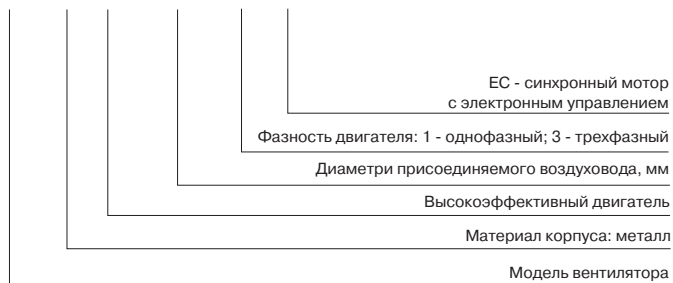 EC - синхронный мотор
с электронным управлением
Фазность двигателя: 1 - однофазный; 3 - трехфазный
Диаметри присоединяемого воздуховода, мм
Высокоэффективный двигатель
Материал корпуса: металл
Модель вентилятора